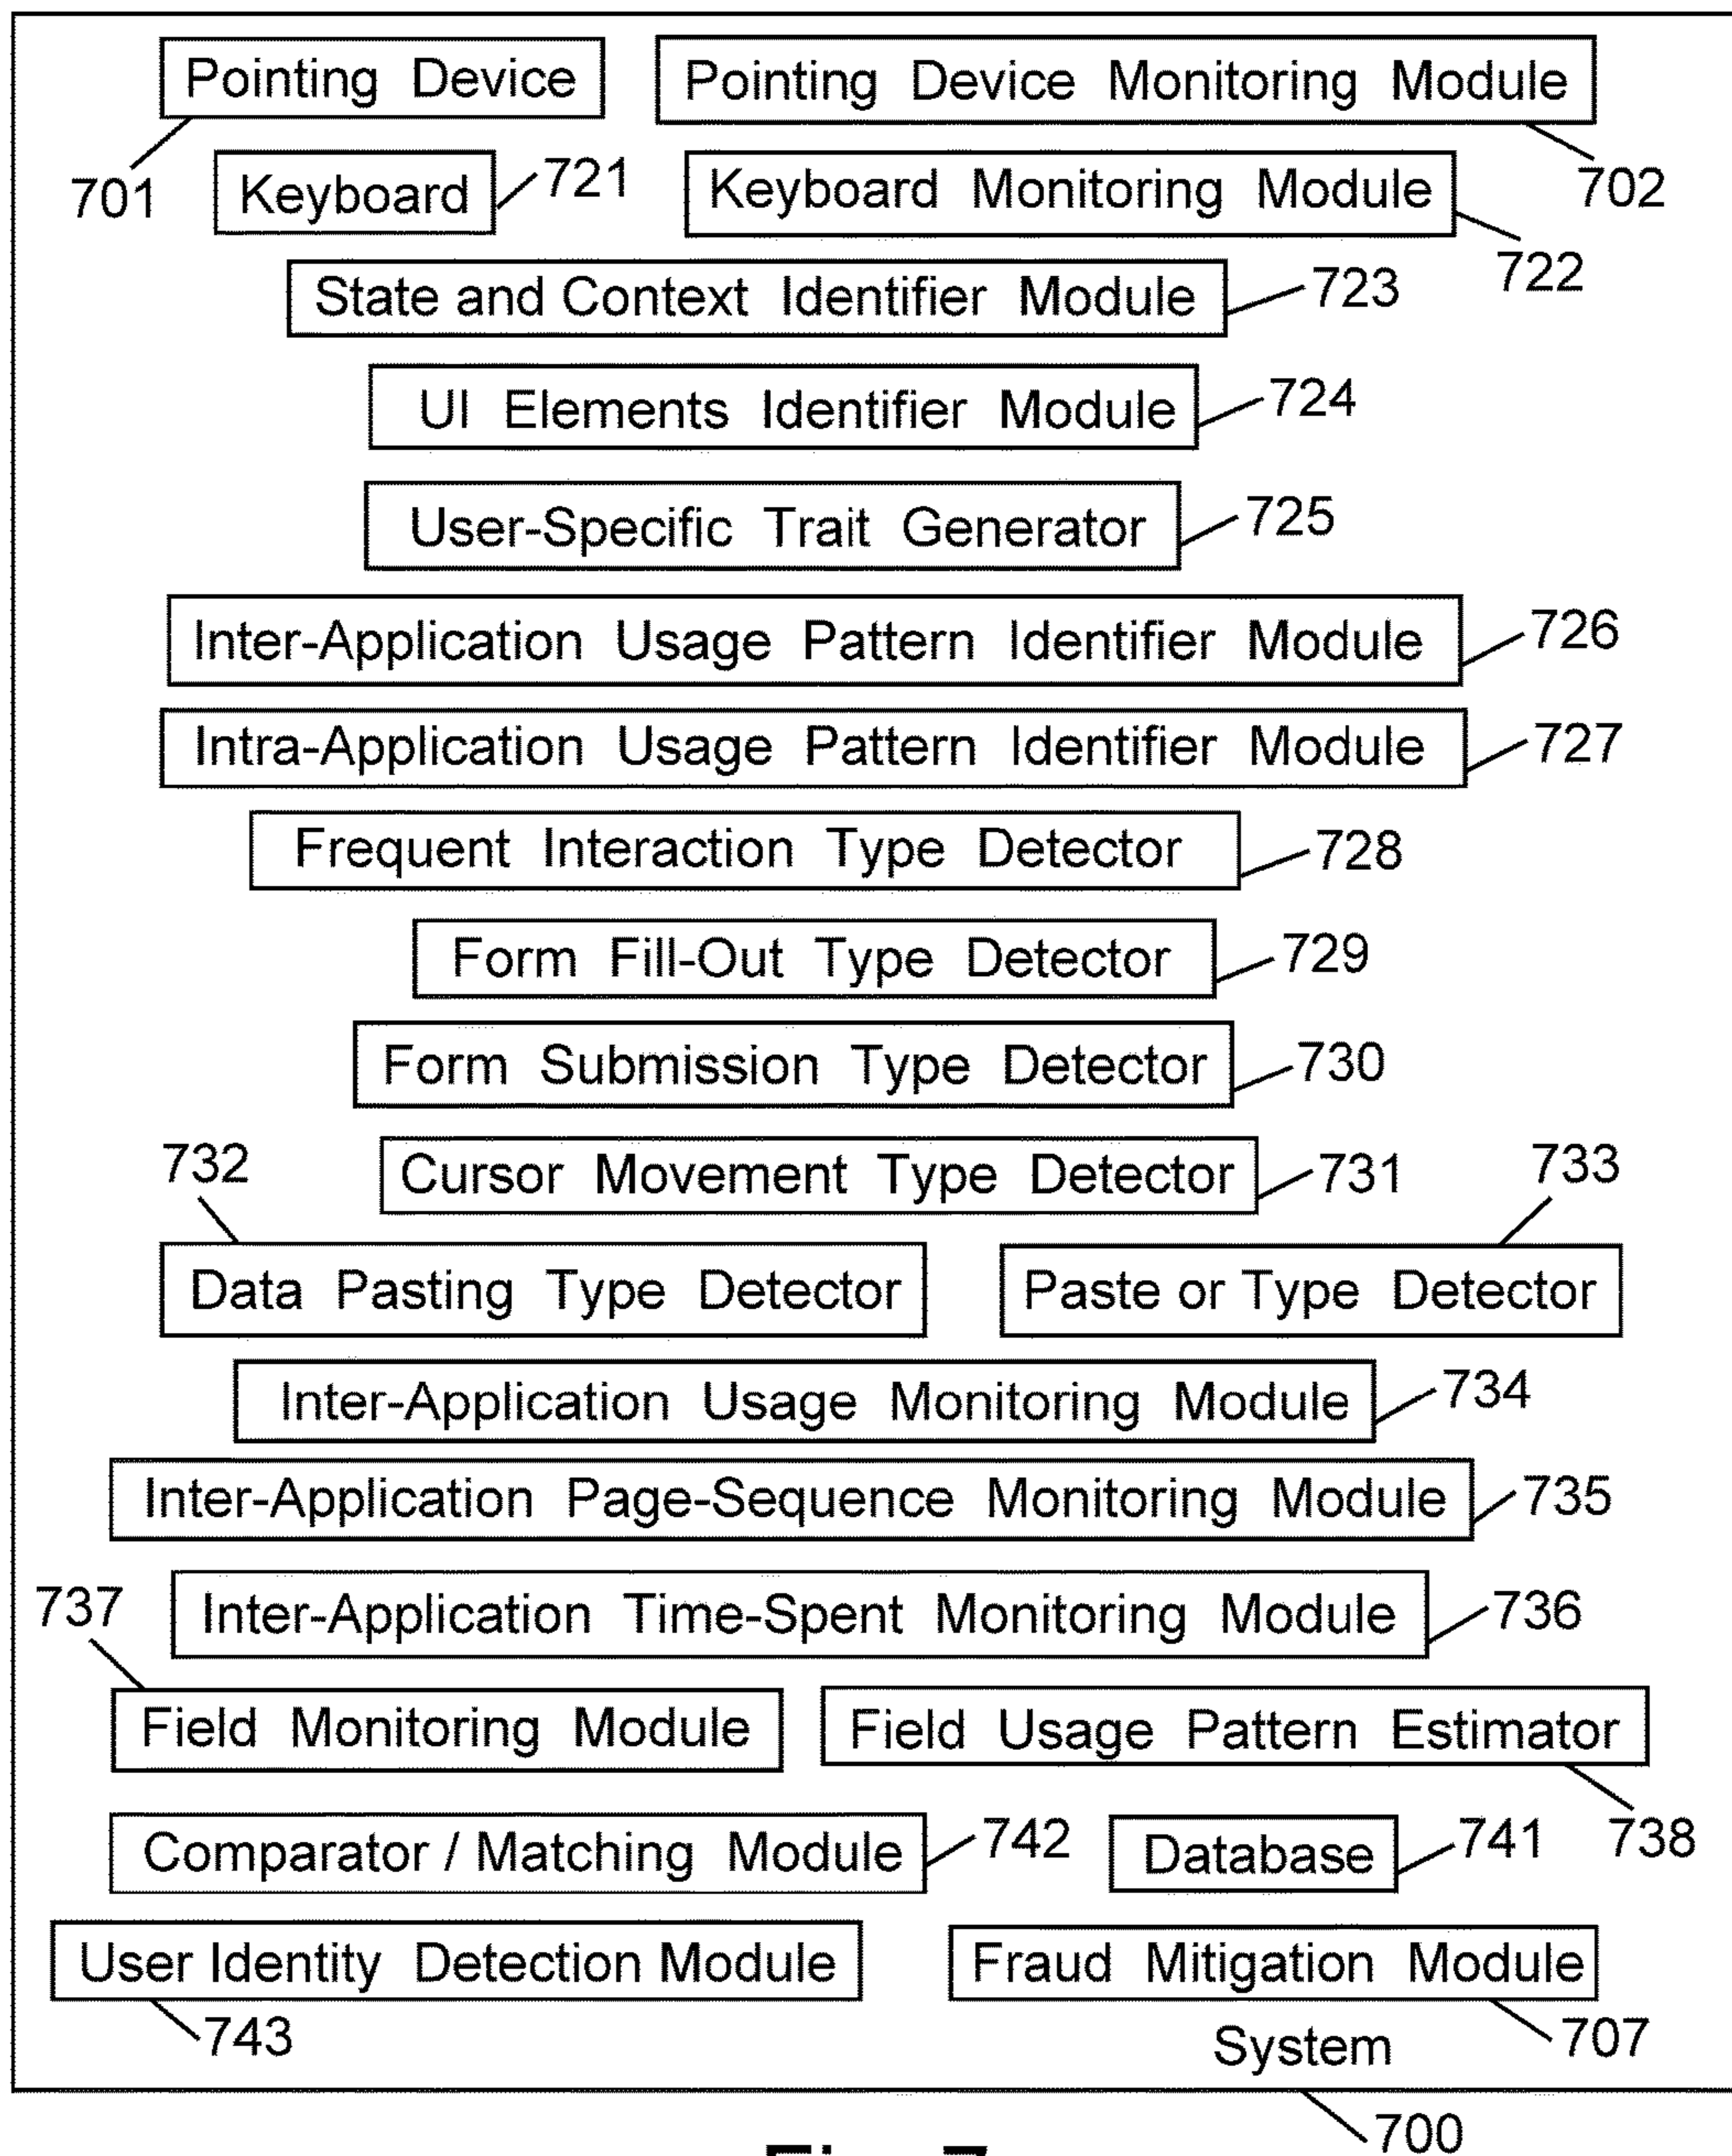 Pointing Device
Pointing Device Monitoring Module
701
Keyboard
721
Keyboard Monitoring Module
702
722
State and Context Identifier Module
723
UI Elements Identifier Module
724
User-Specific Trait Generator
725
Inter-Application Usage Pattern Identifier Module
726
Intra-Application Usage Pattern Identifier Module
727
Frequent Interaction Type Detector
728
Form Fill-Out Type Detector
729
Form Submission Type Detector
730
732
Cursor Movement Type Detector
731
733
Data Pasting Type Detector
Paste or Type Detector
Inter-Application Usage Monitoring Module
734
Inter-Application Page-Sequence Monitoring Module
735
737
Inter-Application Time-Spent Monitoring Module
736
Field Monitoring Module
Field Usage Pattern Estimator
738
Comparator / Matching Module
742
Database
741
User Identity Detection Module
Fraud Mitigation Module
743
System
707
700